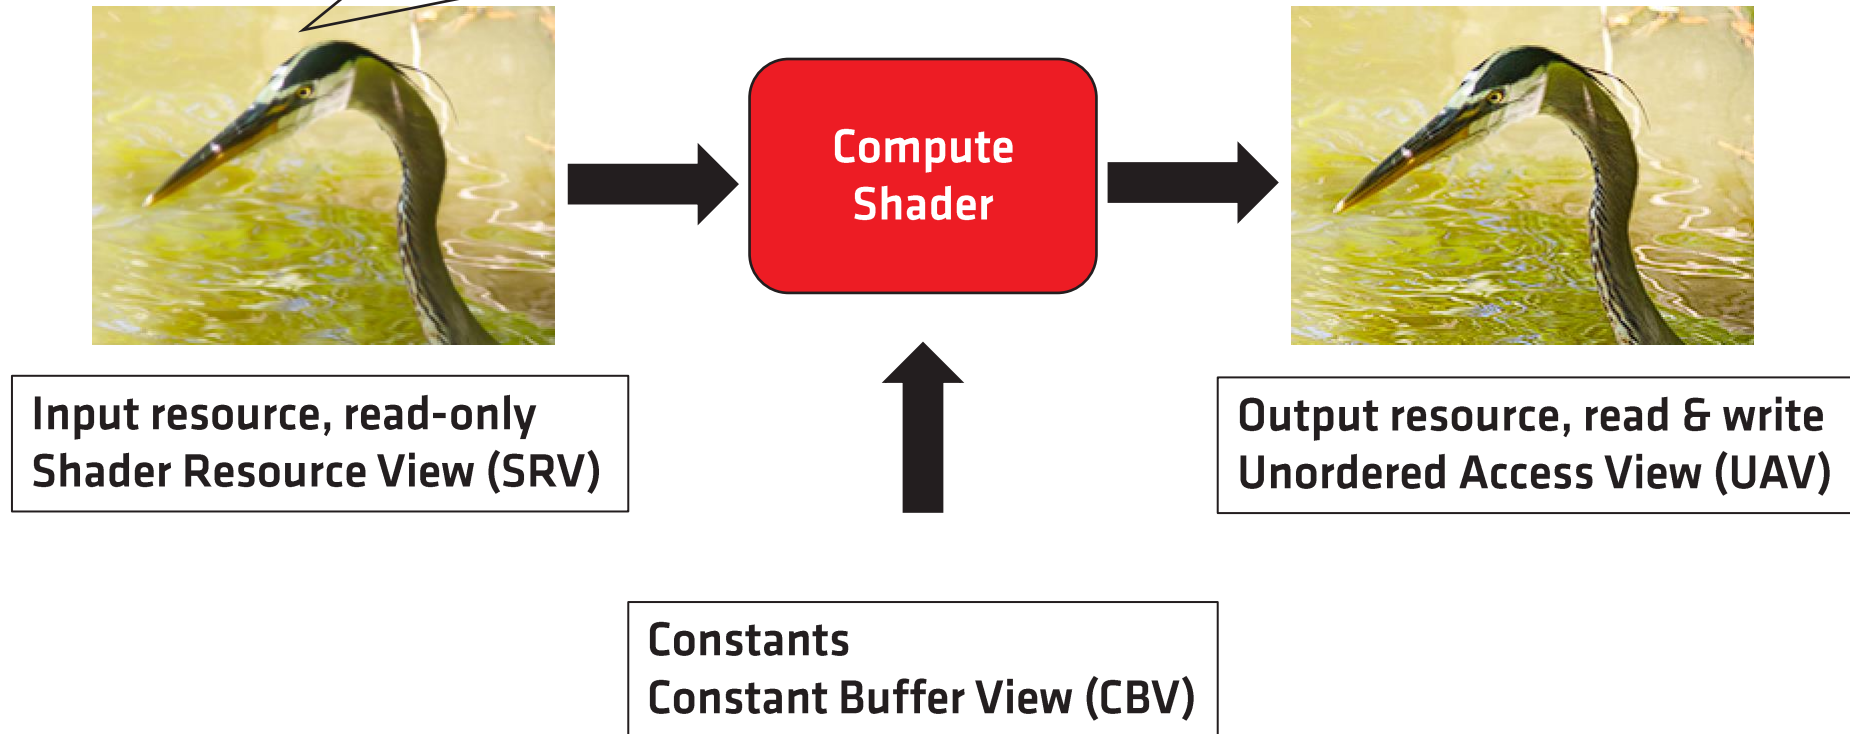 Compute
Shader
Input resource, read-only
Shader Resource View (SRV)
Output resource, read & write
Unordered Access View (UAV)
Constants
Constant Buffer View (CBV)